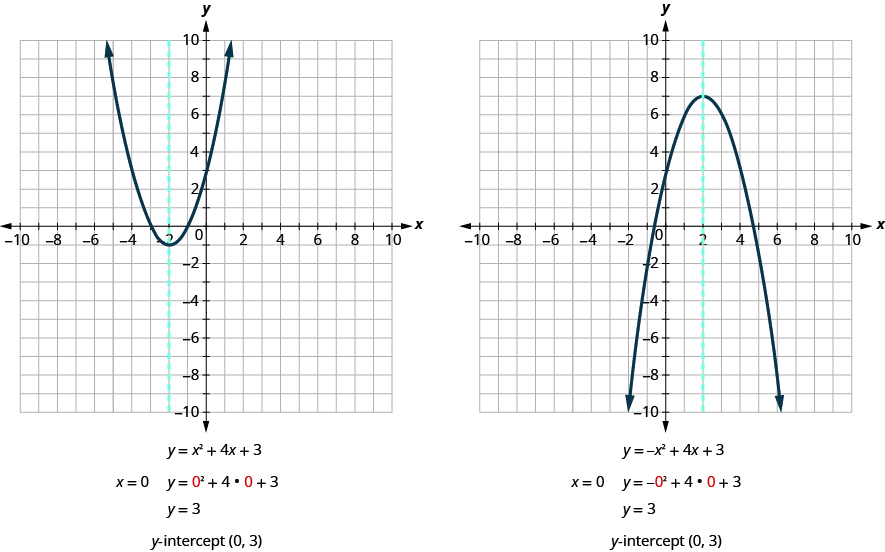 y
10
8
6
4
2
x
–10 –8 –6 –4 –2 0 2 4 6 8 10
–2
–4
–6
–8
–10
y = x² + 4x + 3
x = 0 y = 0² + 4 • 0 + 3
y = 3
y-intercept (0, 3)
y
10
8
6
4
2
x
–10 –8 –6 –4 –2 0 2 4 6 8 10
–2
–4
–6
–8
–10
y = –x² + 4x + 3
x = 0 y = –0² + 4 • 0 + 3
y = 3
y-intercept (0, 3)